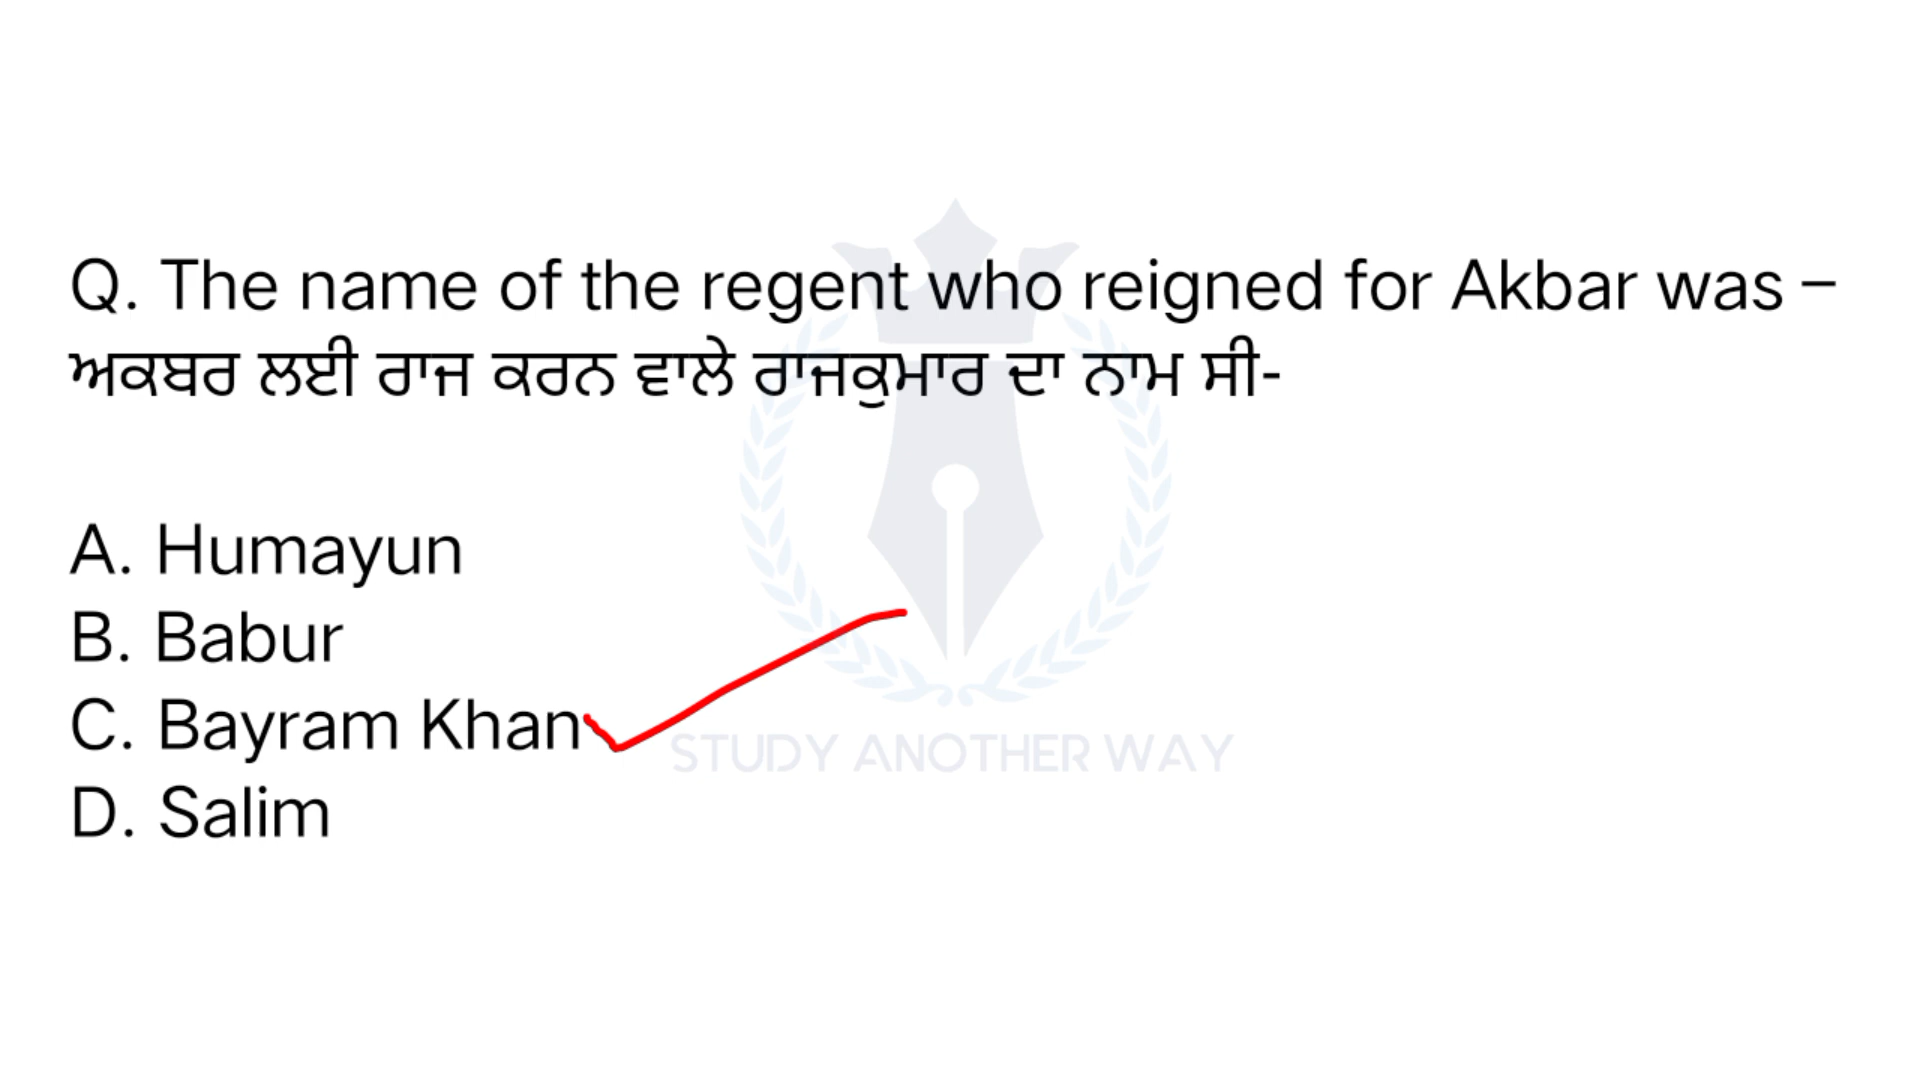 Q. The name of the regent who reigned for Akbar was –
ਅਕਬਰ ਲਈ ਰਾਜ ਕਰਨ ਵਾਲੇ ਰਾਜਕੁਮਾਰ ਦਾ ਨਾਮ ਸੀ-
A. Humayun
B. Babur
C. Bayram Khan
STUDY ANOTHER WAY
D. Salim